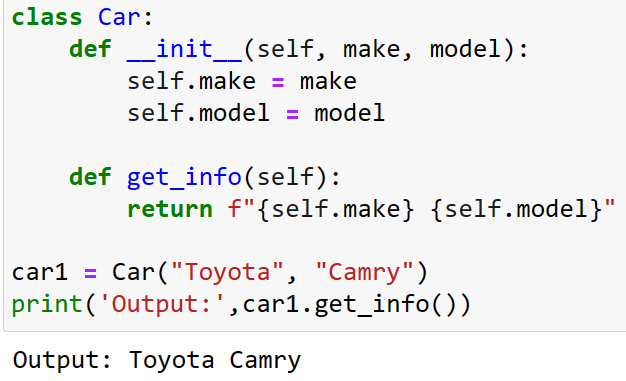 class Car:
    def __init__(self, make, model):
        self.make = make
        self.model = model
    def get_info(self):
        return f"{self.make} {self.model}"
car1 = Car("Toyota", "Camry")
print('Output:',car1.get_info())
Output: Toyota Camry